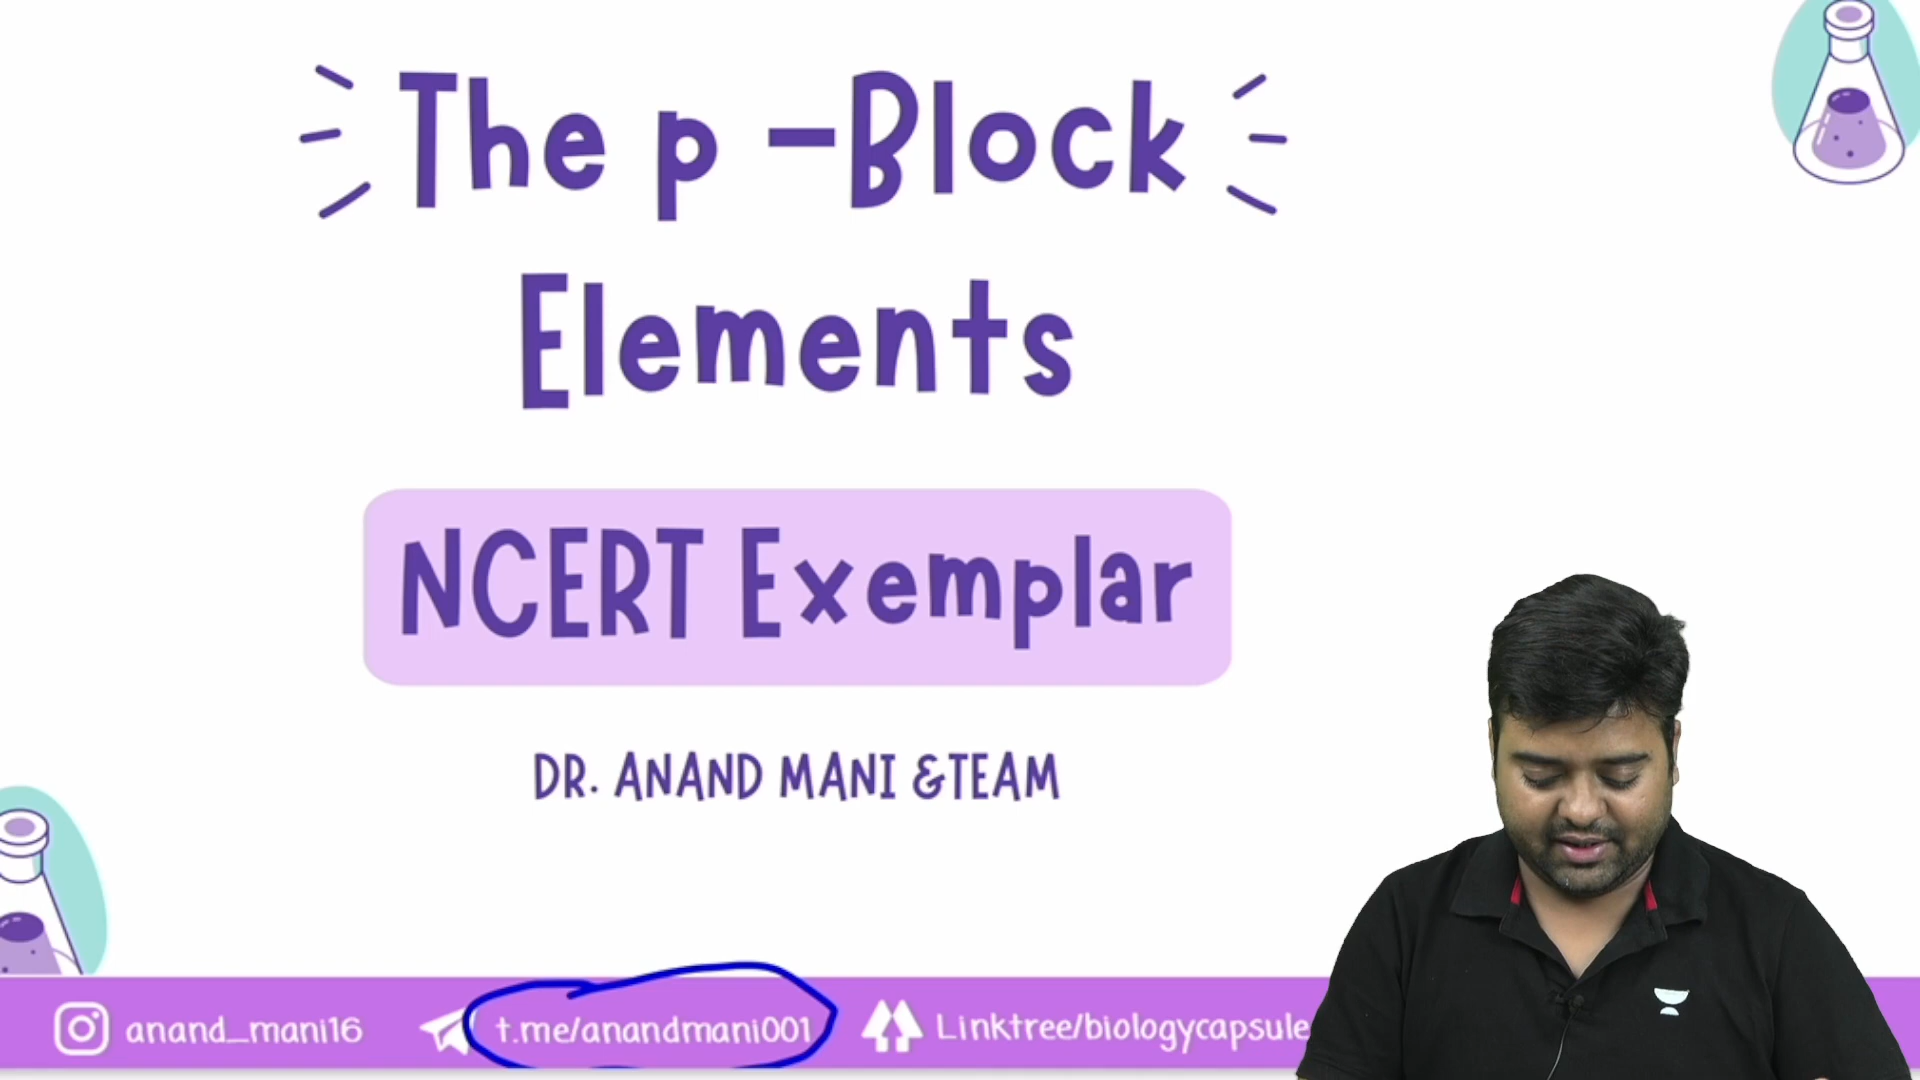 The p -Block
Elements
NCERT Exemplar
DR. ANAND MANI &TEAM
anand_mani16
t.me/anandmani001
Linktree/biologycapsule